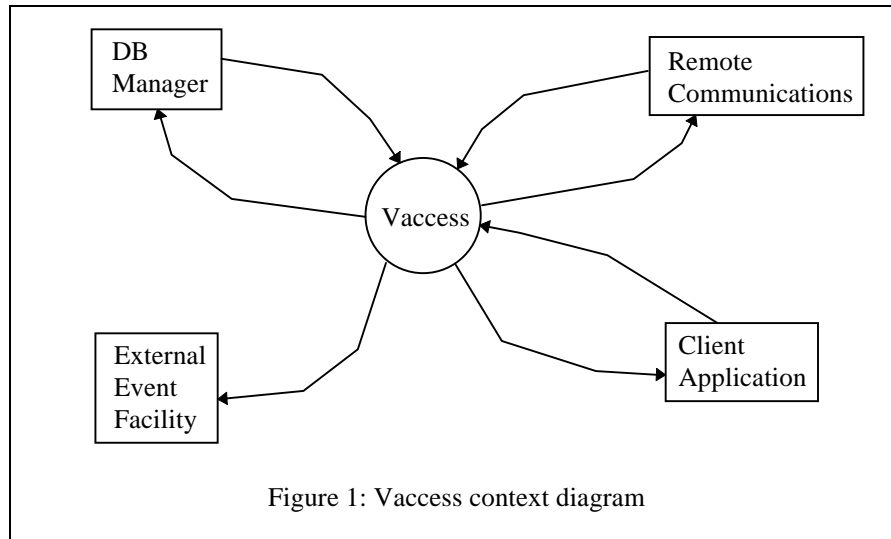 DB
Manager
Remote
Communications
Vaccess
External
Event
Facility
Client
Application
Figure 1: Vaccess context diagram